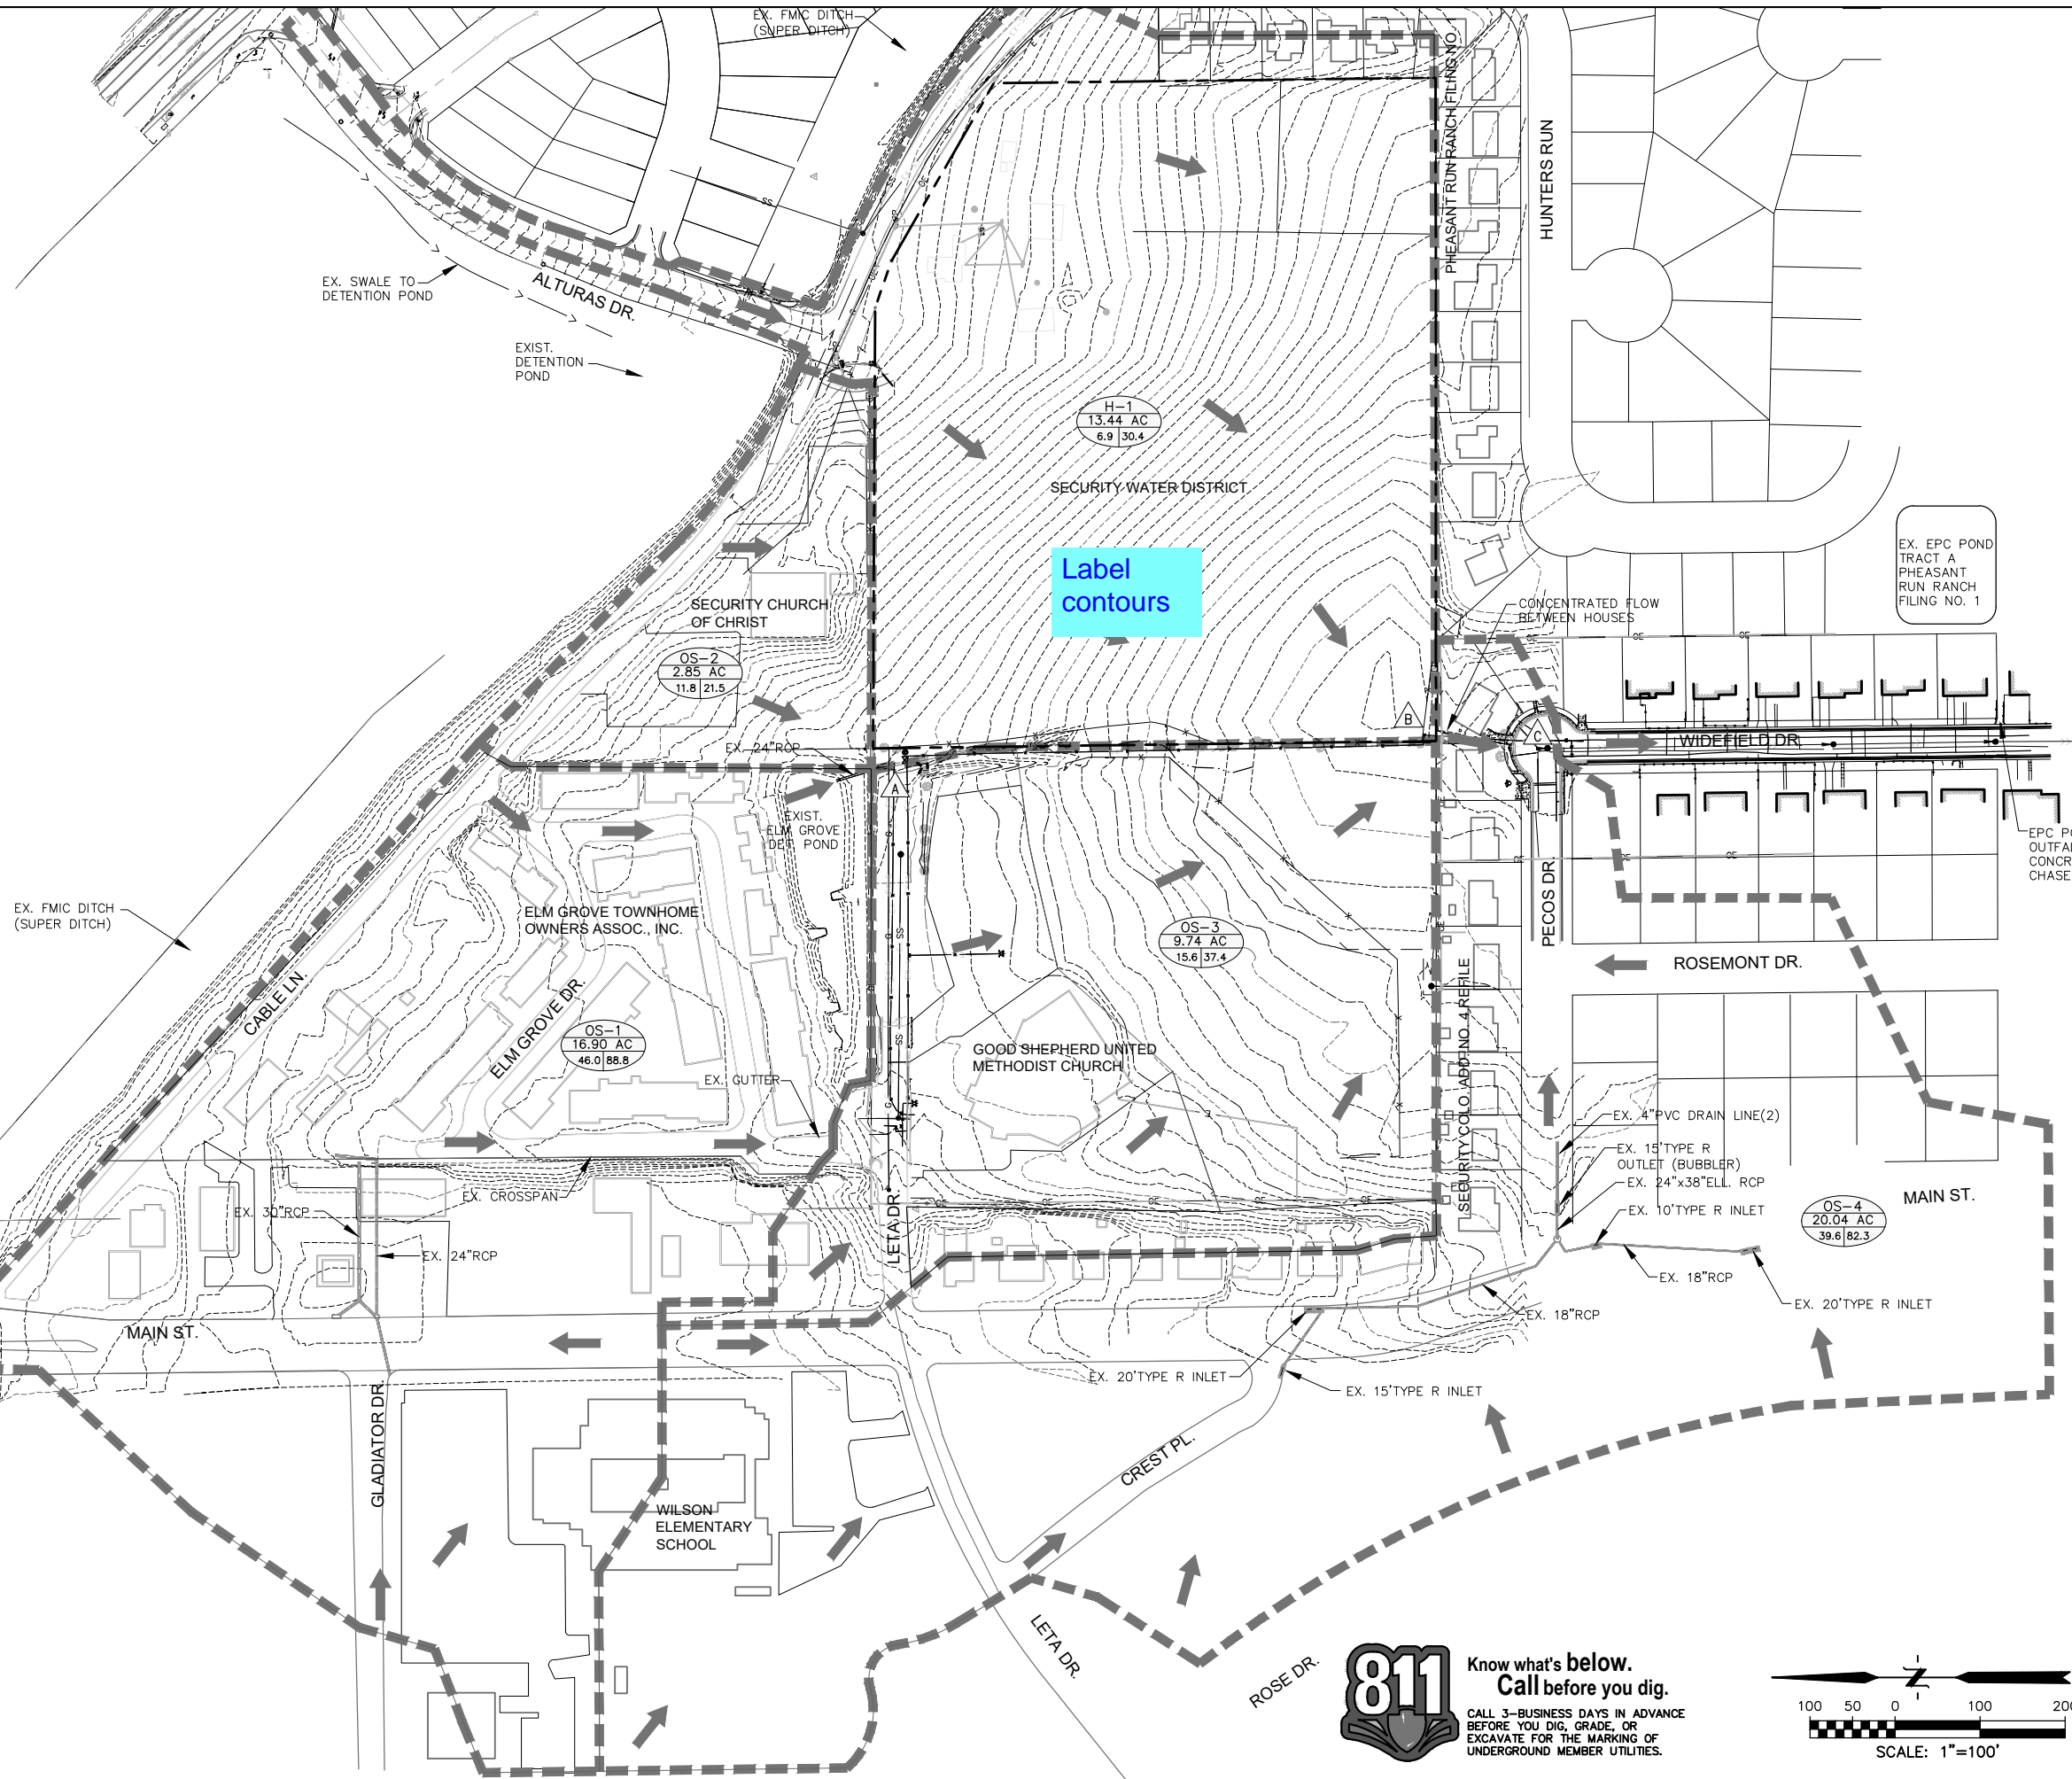 EX. FMIC DITCH
(SUPER DITCH)
PHEASANT RUN RANCH FILING NO.
HUNTERS RUN
EX. SWALE TO
DETENTION POND
ALTURAS DR.
EXIST.
DETENTION
POND
H-1
13.44 AC
6.9 30.4
SECURITY WATER DISTRICT
Label
contours
SECURITY CHURCH
OF CHRIST
OS-2
2.85 AC
11.8 21.5
EX. EPC POND
TRACT A
PHEASANT
RUN RANCH
FILING NO. 1
CONCENTRATED FLOW
BETWEEN HOUSES
B
C
WIDEFIELD DR.
EX. 24"RCP
A
EXIST.
ELM GROVE
DET. POND
EX. FMIC DITCH
(SUPER DITCH)
ELM GROVE TOWNHOME
OWNERS ASSOC., INC.
CABLE LN.
ELM GROVE DR.
OS-1
16.90 AC
46.0 88.8
EX. GUTTER
OS-3
9.74 AC
15.6 37.4
PECOS DR.
ROSEMONT DR.
SECURITY COLO. ADD. NO. 4 REFILE
GOOD SHEPHERD UNITED
METHODIST CHURCH
EX. 4"PVC DRAIN LINE(2)
EX. 15'TYPE R
OUTLET (BUBBLER)
EX. 24"x38"ELL. RCP
EX. 10'TYPE R INLET
OS-4
20.04 AC
39.6 82.3
MAIN ST.
EX. CROSSPAN
EX. 30"RCP
EX. 24"RCP
LETA DR.
EX. 18"RCP
EX. 20'TYPE R INLET
EX. 18"RCP
MAIN ST.
EX. 20'TYPE R INLET
EX. 15'TYPE R INLET
GLADIATOR DR.
CREST PL.
WILSON
ELEMENTARY
SCHOOL
LETA DR.
ROSE DR.
811
Know what's below.
Call before you dig.
CALL 3-BUSINESS DAYS IN ADVANCE
BEFORE YOU DIG, GRADE, OR
EXCAVATE FOR THE MARKING OF
UNDERGROUND MEMBER UTILITIES.
N
100 50 0 100
SCALE: 1"=100'